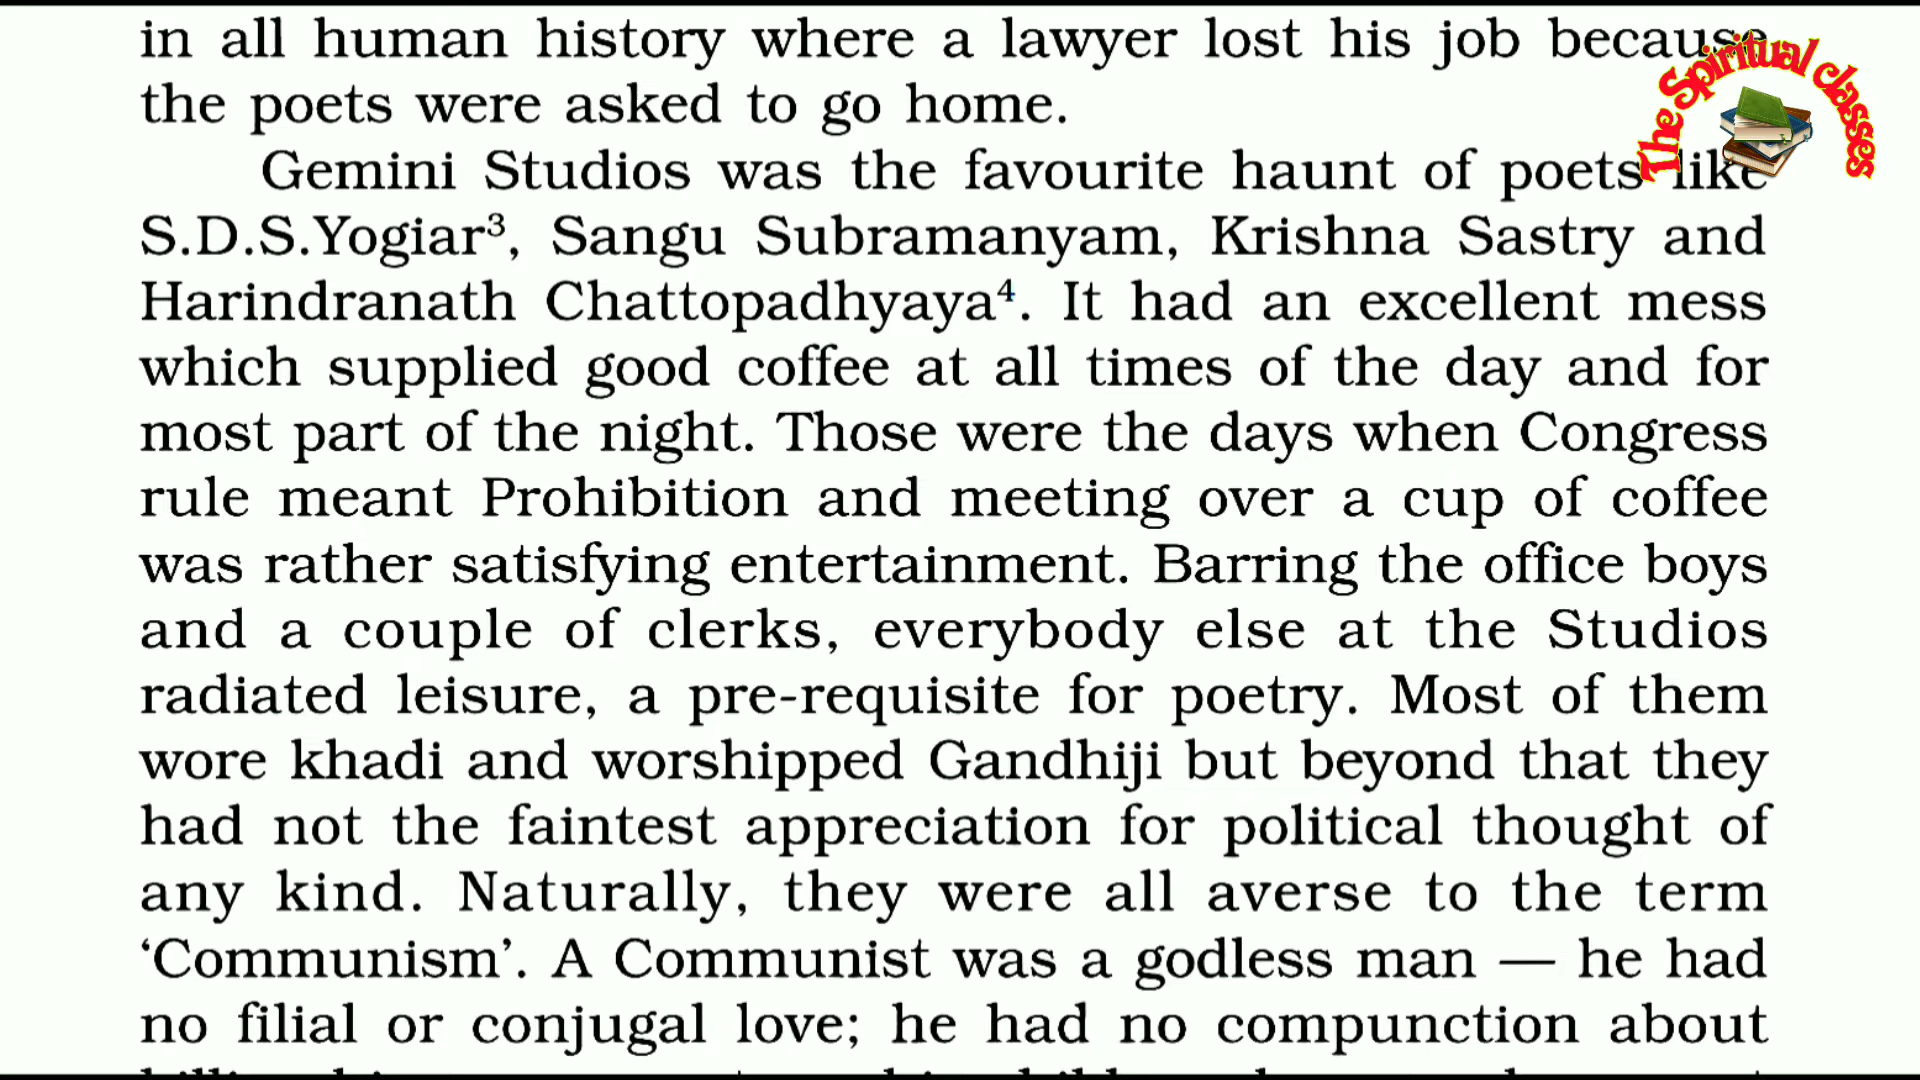 in all human history where a lawyer lost his job because
the poets were asked to go home.
The Spiritual classes
Gemini Studios was the favourite haunt of poets like
S.D.S.Yogiar³, Sangu Subramanyam, Krishna Sastry and
Harindranath Chattopadhyaya⁴. It had an excellent mess
which supplied good coffee at all times of the day and for
most part of the night. Those were the days when Congress
rule meant Prohibition and meeting over a cup of coffee
was rather satisfying entertainment. Barring the office boys
and a couple of clerks, everybody else at the Studios
radiated leisure, a pre-requisite for poetry. Most of them
wore khadi and worshipped Gandhiji but beyond that they
had not the faintest appreciation for political thought of
any kind. Naturally, they were all averse to the term
‘Communism’. A Communist was a godless man — he had
no filial or conjugal love; he had no compunction about